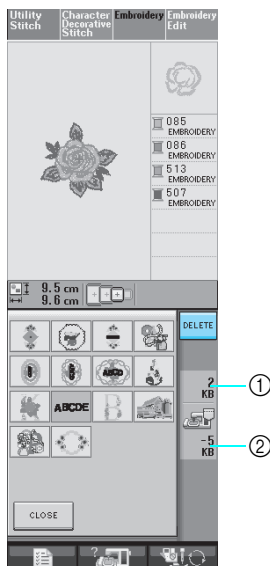 Utility Stitch
Character Decorative Stitch
Embroidery
Embroidery Edit
085
EMBROIDERY
086
EMBROIDERY
513
EMBROIDERY
507
EMBROIDERY
9.5 cm
9.6 cm
DELETE
2 KB
①
-5 KB
②
ABCDE
B
CLOSE
?